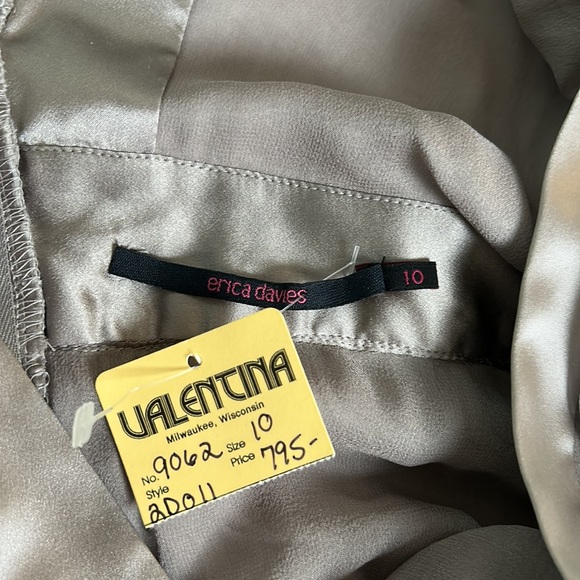 erica davies
10
VALENTINA
Milwaukee, Wisconsin
No. 9062 Size 10
Style 2D011 Price 795-